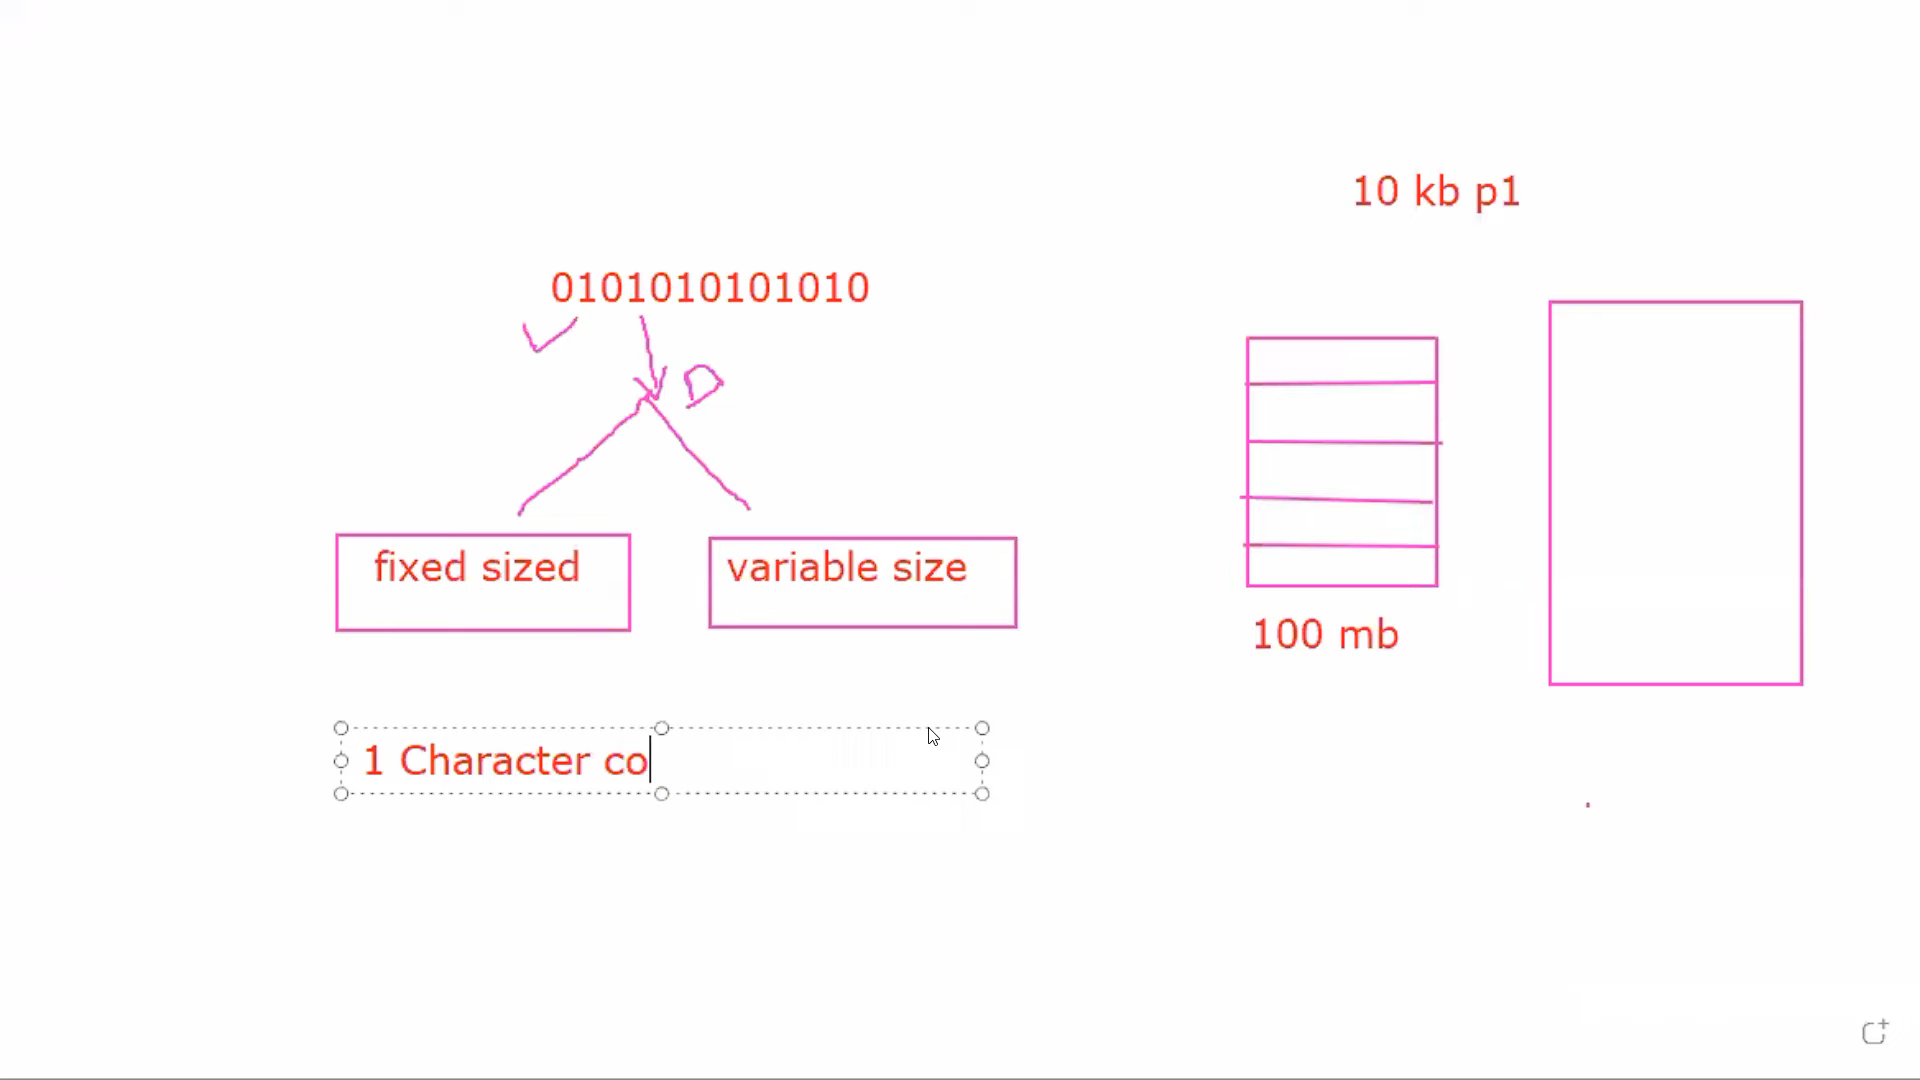 10 kb p1
0101010101010
D
fixed sized
variable size
100 mb
1 Character co